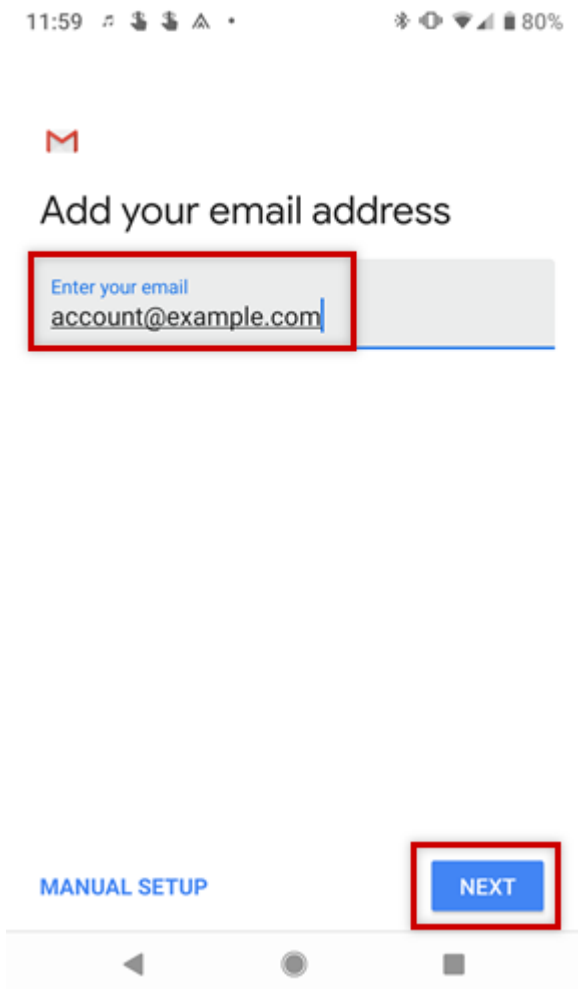 11:59 80%
Add your email address
Enter your email
account@example.com
MANUAL SETUP NEXT